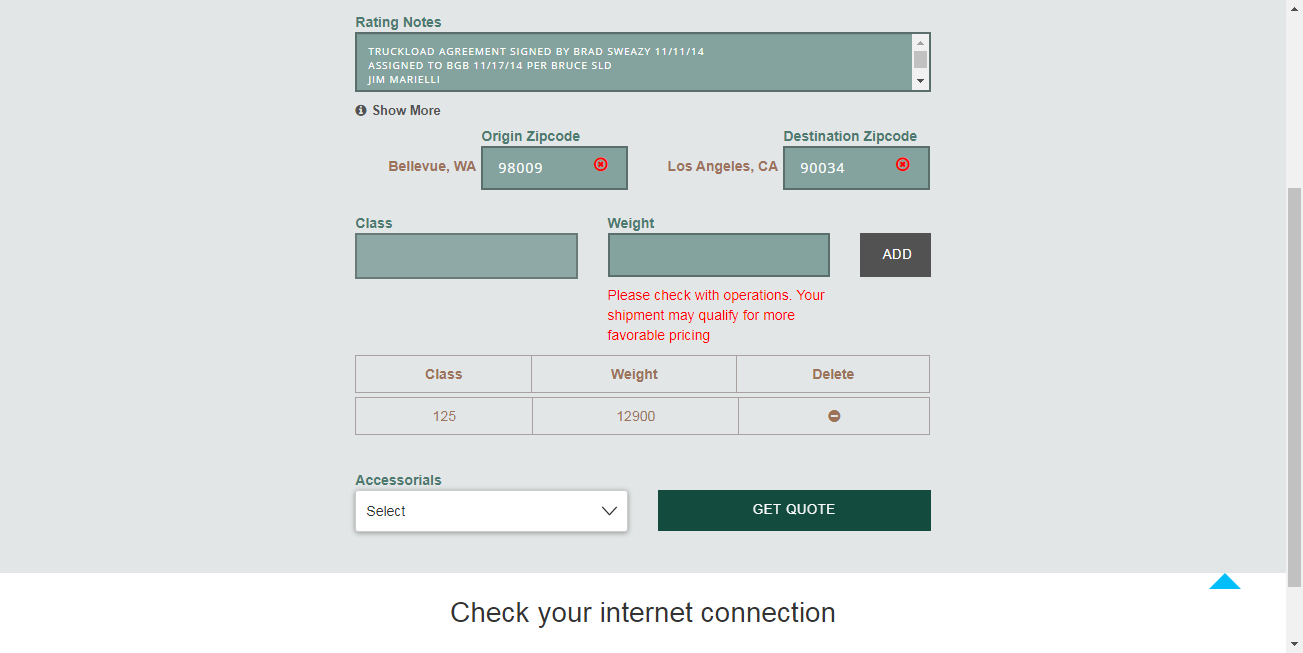 Rating Notes
TRUCKLOAD AGREEMENT SIGNED BY BRAD SWEAZY 11/11/14
ASSIGNED TO BGB 11/17/14 PER BRUCE SLD
JIM MARIELLI
Show More
Origin Zipcode
Destination Zipcode
Bellevue, WA 98009
Los Angeles, CA 90034
Class
Weight
ADD
Please check with operations. Your
shipment may qualify for more
favorable pricing
Class Weight Delete
125 12900
Accessorials
Select
GET QUOTE
Check your internet connection